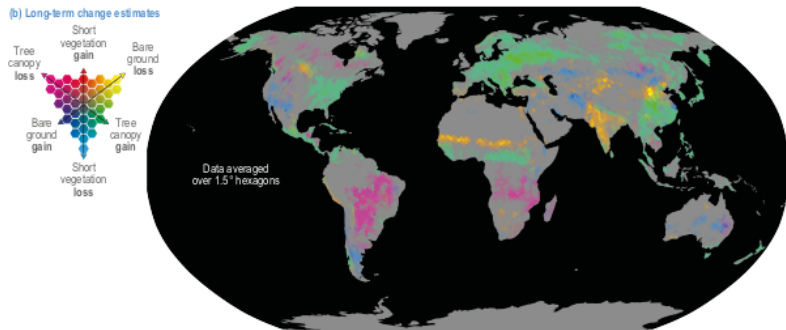 (b) Long-term change estimates
Short
vegetation
gain
Tree
canopy
loss
Bare
ground
loss
Bare
ground
gain
Tree
canopy
gain
Short
vegetation
loss
Data averaged
over 1.5° hexagons